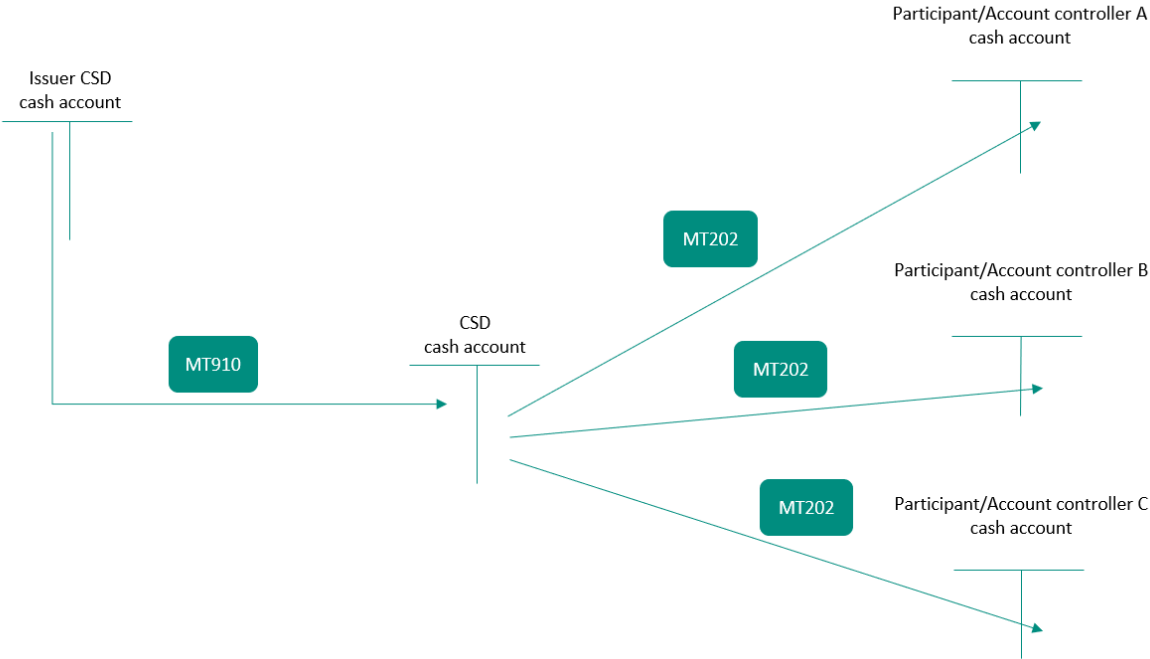 Participant/Account controller A
cash account
Issuer CSD
cash account
MT202
Participant/Account controller B
cash account
CSD
cash account
MT910
MT202
Participant/Account controller C
cash account
MT202